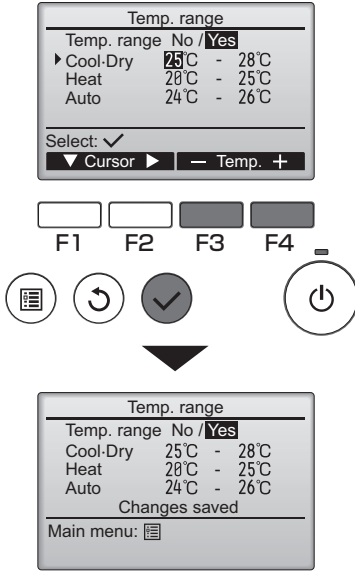 Temp. range
Temp. range No / Yes
Cool·Dry 25°C - 28°C
Heat 20°C - 25°C
Auto 24°C - 26°C
Select: ✓
▼ Cursor ▶ − Temp. +
F1 F2 F3 F4
Temp. range
Temp. range No / Yes
Cool·Dry 25°C - 28°C
Heat 20°C - 25°C
Auto 24°C - 26°C
Changes saved
Main menu: